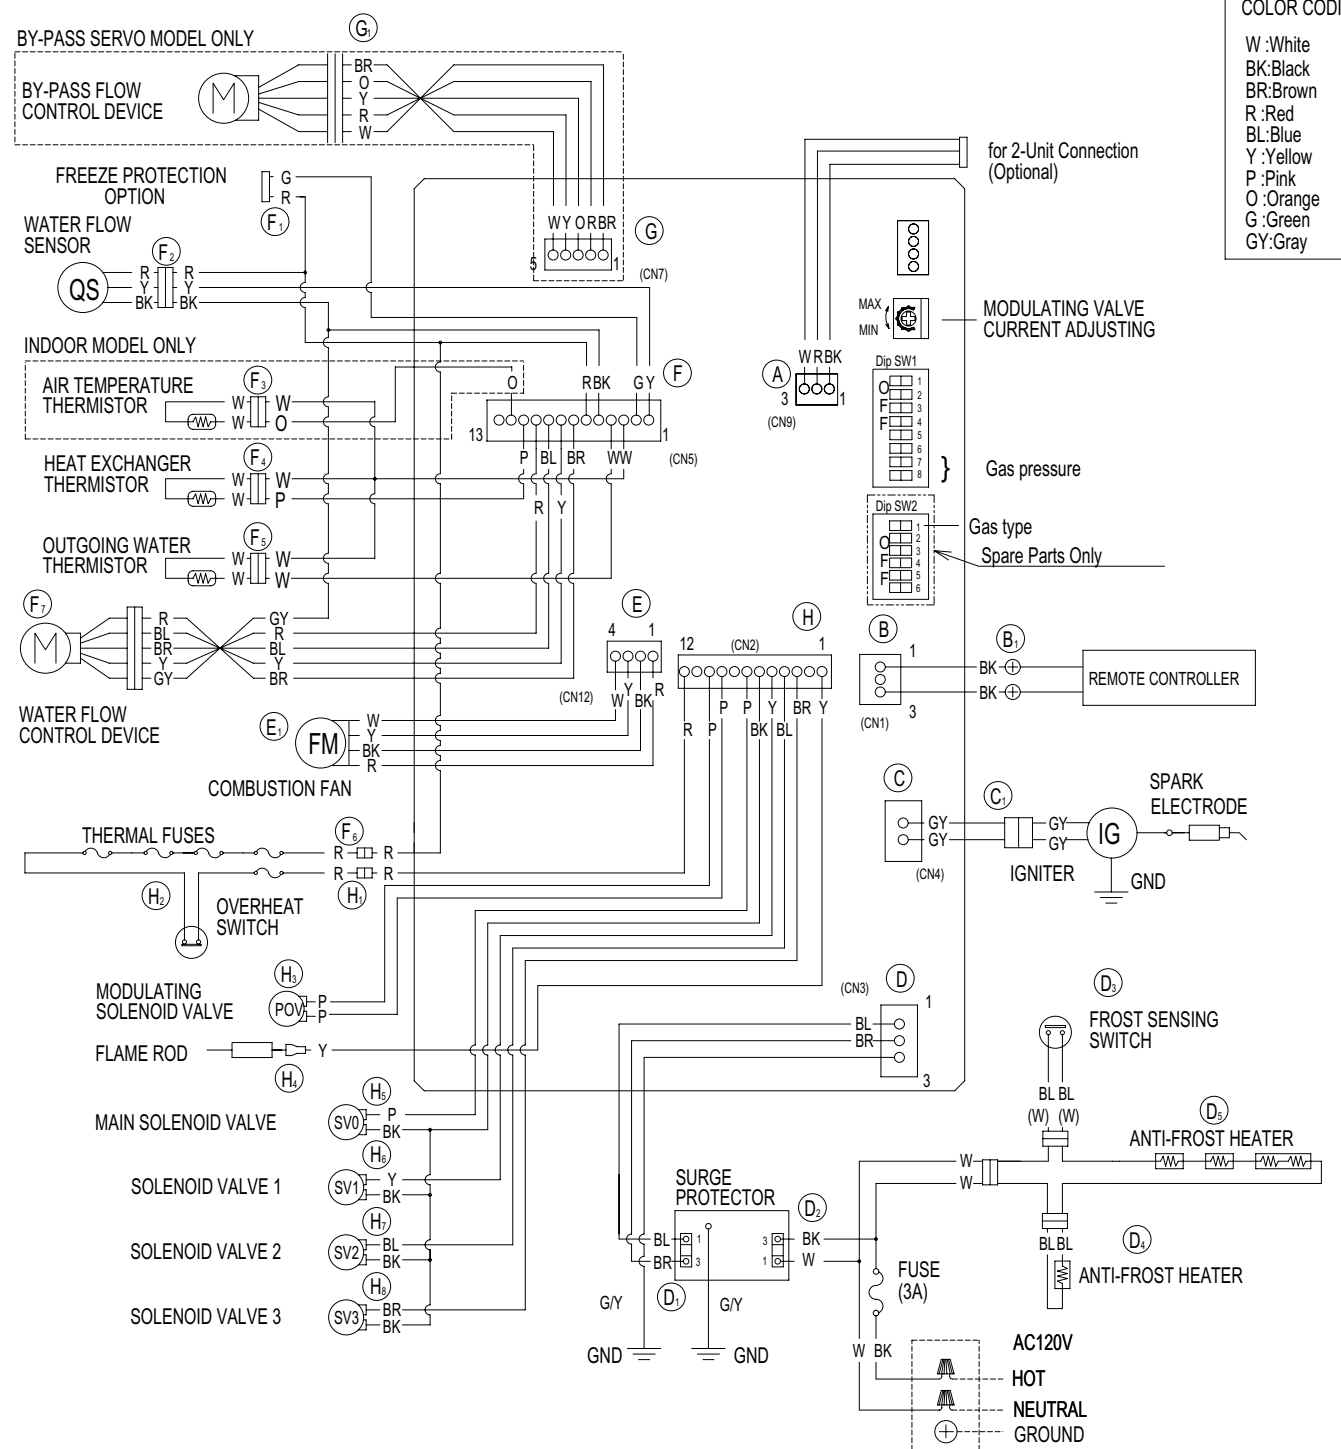 COLOR CODI
W :White
BK:Black
BR:Brown
R :Red
BL:Blue
Y :Yellow
P :Pink
O :Orange
G :Green
GY:Gray
BY-PASS SERVO MODEL ONLY
G₁
BY-PASS FLOW
CONTROL DEVICE
M
BR
O
Y
R
W
FREEZE PROTECTION
OPTION
G
R
F₁
for 2-Unit Connection
(Optional)
W Y O R BR
G
5 1
(CN7)
WATER FLOW
SENSOR
F₂
QS
R R
Y Y
BK BK
MAX
MIN
MODULATING VALVE
CURRENT ADJUSTING
INDOOR MODEL ONLY
AIR TEMPERATURE
THERMISTOR
F₃
W W
W O
O
R BK
G Y
F
13 1
(CN5)
W R BK
A
3 1
(CN9)
Dip SW1
O
F
F
1
2
3
4
5
6
7
8
} Gas pressure
HEAT EXCHANGER
THERMISTOR
F₄
W W
W P
P BL BR W W
R Y
Dip SW2
O
F
F
1
2
3
4
5
6
Gas type
Spare Parts Only
OUTGOING WATER
THERMISTOR
F₅
W W
W W
F₇
M
R GY
BL R
BR BL
Y Y
GY BR
WATER FLOW
CONTROL DEVICE
E
4 1
(CN12)
W Y BK R
H
12 (CN2) 1
R P P P BK Y BL BR Y
B
1
3
(CN1)
B₁
BK
BK
REMOTE CONTROLLER
E₁
FM
W
Y
BK
R
COMBUSTION FAN
C
(CN4)
GY
GY
C₁
GY
GY
IG
IGNITER
SPARK
ELECTRODE
GND
THERMAL FUSES
F₆
R R
R R
H₁
H₂
OVERHEAT
SWITCH
MODULATING
SOLENOID VALVE
H₃
POV
P
P
FLAME ROD
Y
H₄
(CN3)
D
1
3
BL
BR
D₃
FROST SENSING
SWITCH
BL BL
(W) (W)
MAIN SOLENOID VALVE
H₅
SV0
P
BK
SOLENOID VALVE 1
H₆
SV1
Y
BK
SOLENOID VALVE 2
H₇
SV2
BL
BK
SOLENOID VALVE 3
H₈
SV3
BR
BK
SURGE
PROTECTOR
BL 1
BR 3
D₁
3 BK
1 W
D₂
G/Y
G/Y
GND
GND
W
W
D₅
ANTI-FROST HEATER
BL BL
D₄
ANTI-FROST HEATER
FUSE
(3A)
W BK
AC120V
HOT
NEUTRAL
GROUND